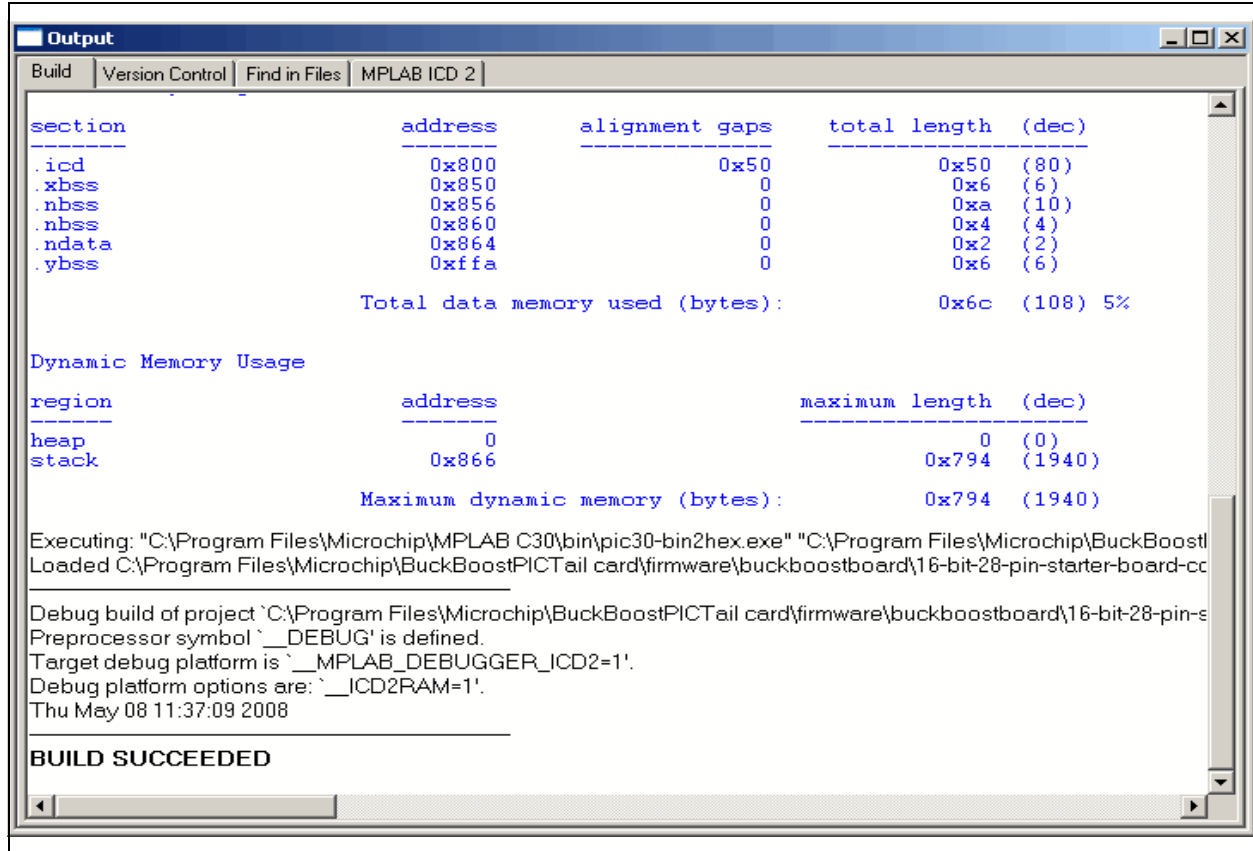 Output
Build Version Control Find in Files MPLAB ICD 2
section address alignment gaps total length (dec)
------- ------- -------------- -------------------
.icd 0x800 0x50 0x50 (80)
.xbss 0x850 0 0x6 (6)
.nbss 0x856 0 0xa (10)
.nbss 0x860 0 0x4 (4)
.ndata 0x864 0 0x2 (2)
.ybss 0xffa 0 0x6 (6)
Total data memory used (bytes): 0x6c (108) 5%
Dynamic Memory Usage
region address maximum length (dec)
------ ------- ---------------------
heap 0 0 (0)
stack 0x866 0x794 (1940)
Maximum dynamic memory (bytes): 0x794 (1940)
Executing: "C:\Program Files\Microchip\MPLAB C30\bin\pic30-bin2hex.exe" "C:\Program Files\Microchip\BuckBoost
Loaded C:\Program Files\Microchip\BuckBoostPICTail card\firmware\buckboostboard\16-bit-28-pin-starter-board-cc
Debug build of project `C:\Program Files\Microchip\BuckBoostPICTail card\firmware\buckboostboard\16-bit-28-pin-s
Preprocessor symbol `__DEBUG' is defined.
Target debug platform is `__MPLAB_DEBUGGER_ICD2=1'.
Debug platform options are: `__ICD2RAM=1'.
Thu May 08 11:37:09 2008
BUILD SUCCEEDED